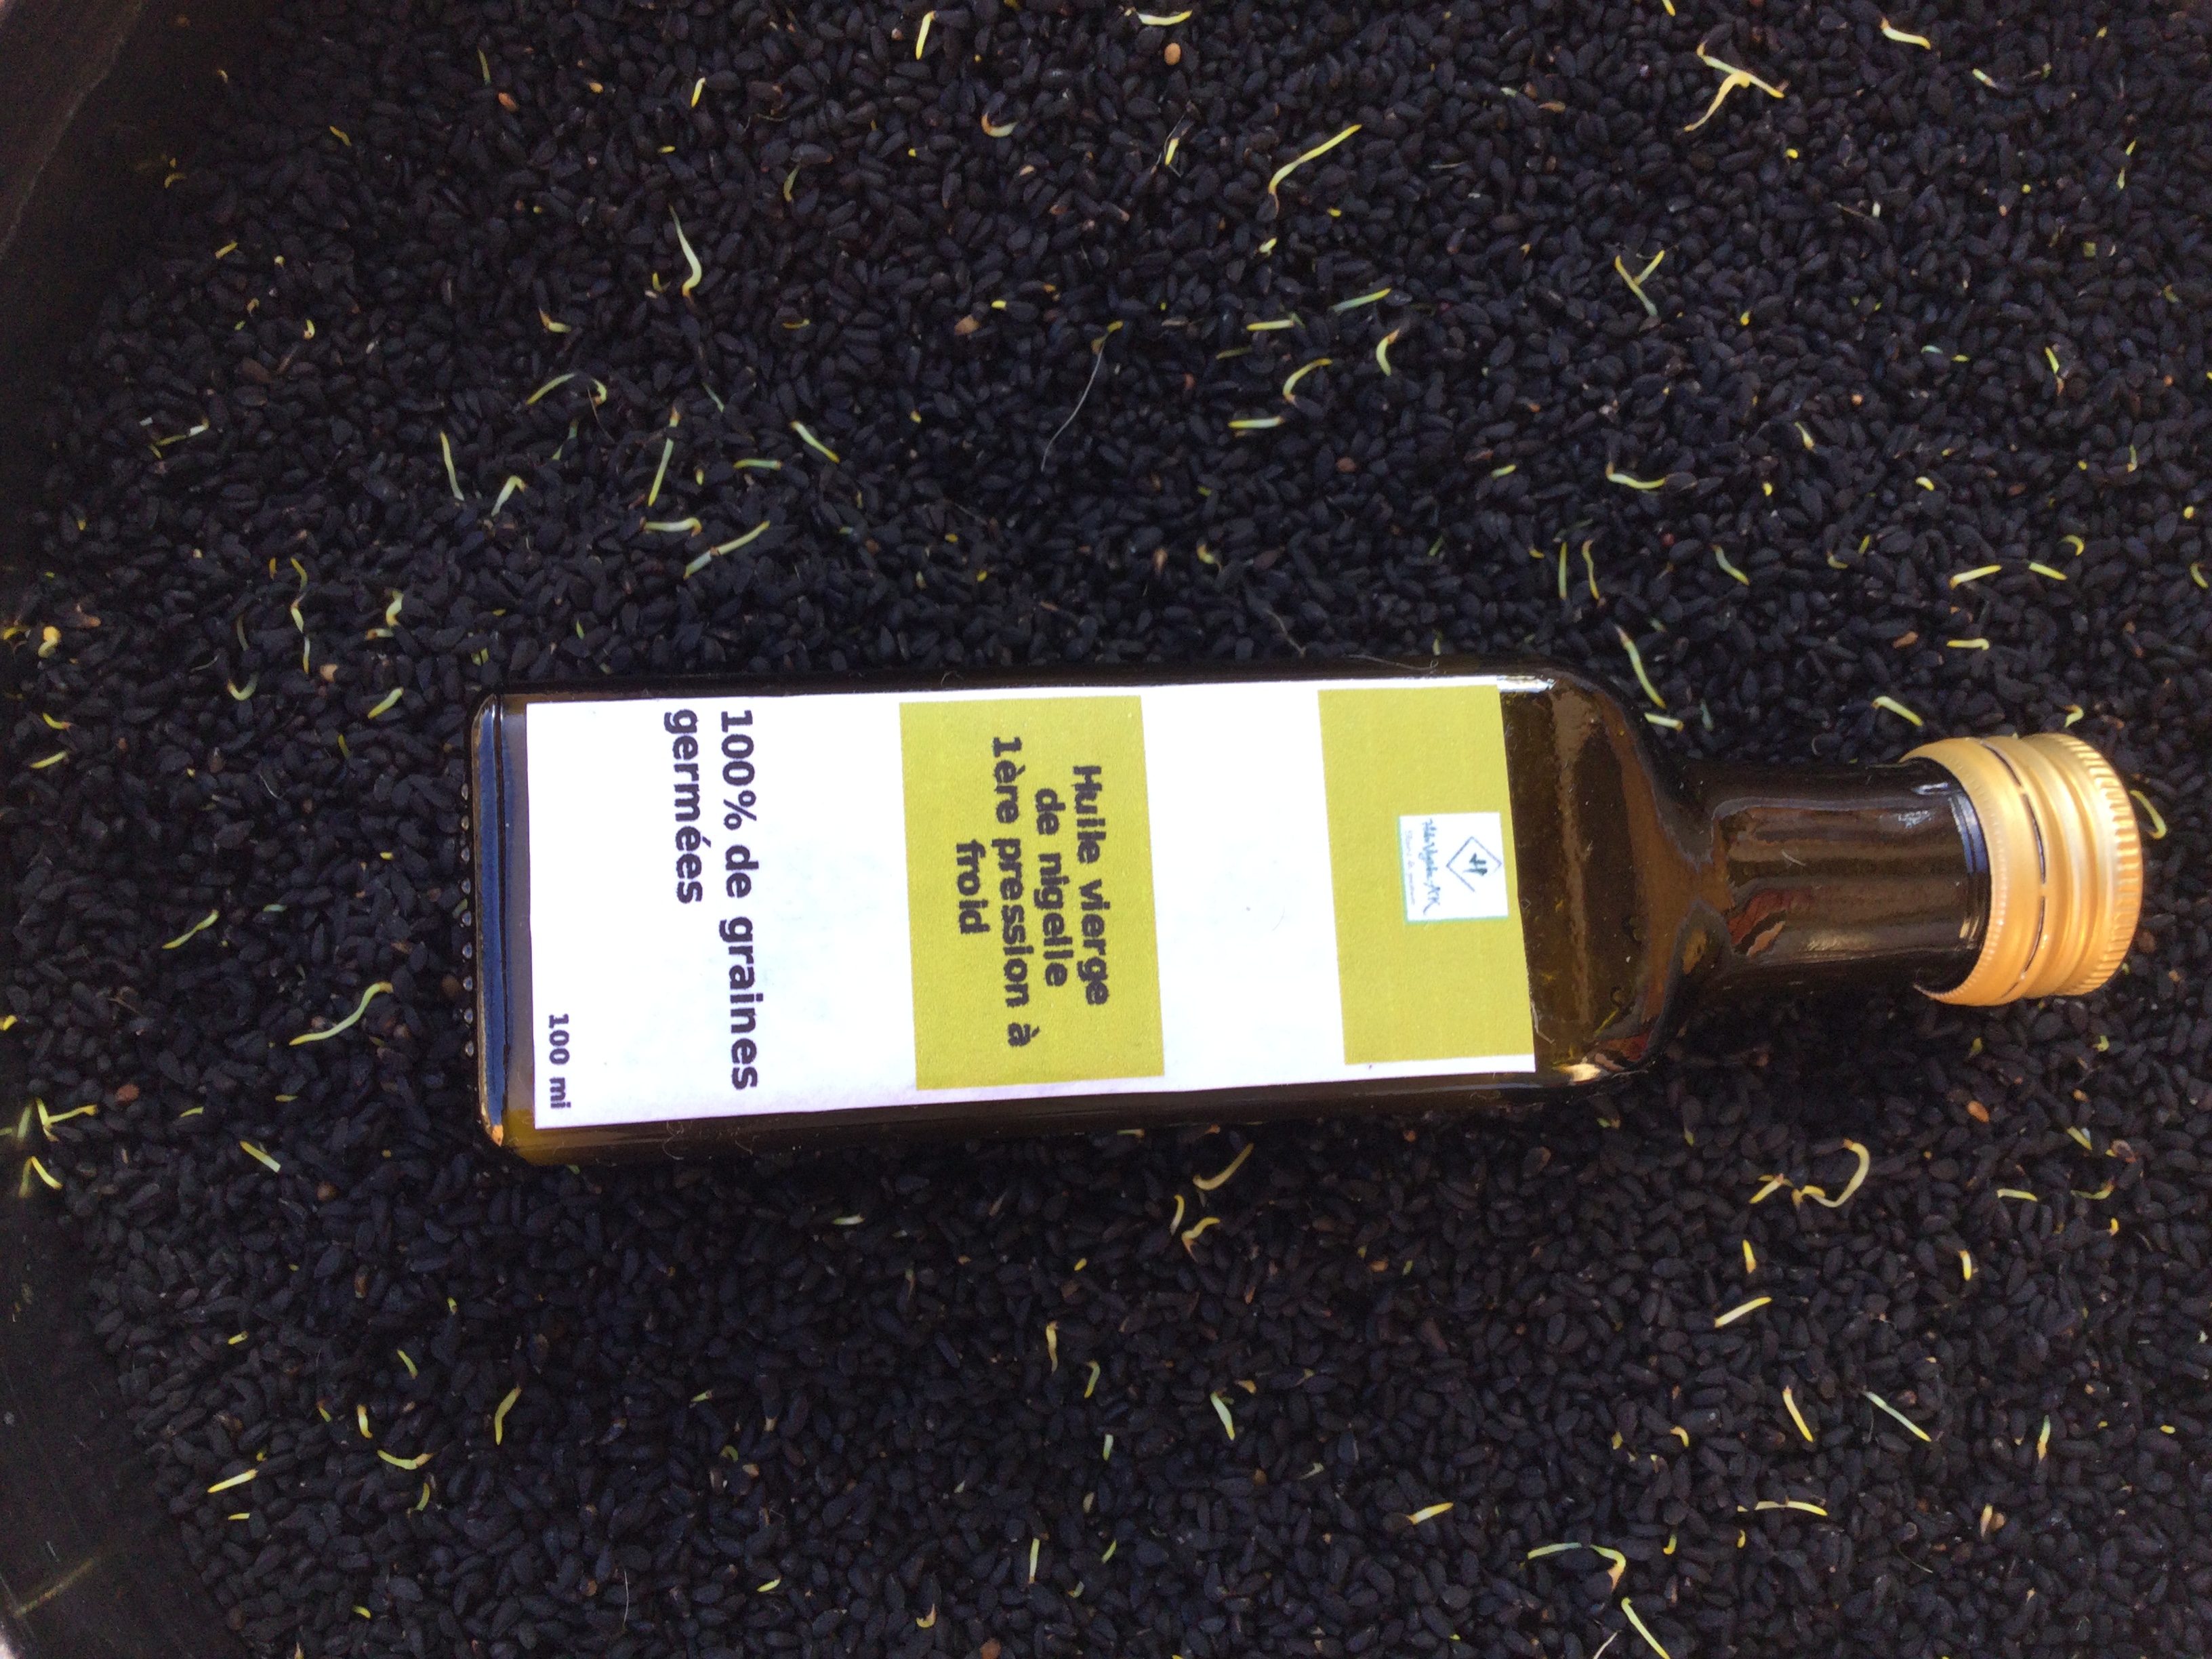 Huile vierge
de nigelle
1ère pression à
froid
100% de graines
germées
100 ml